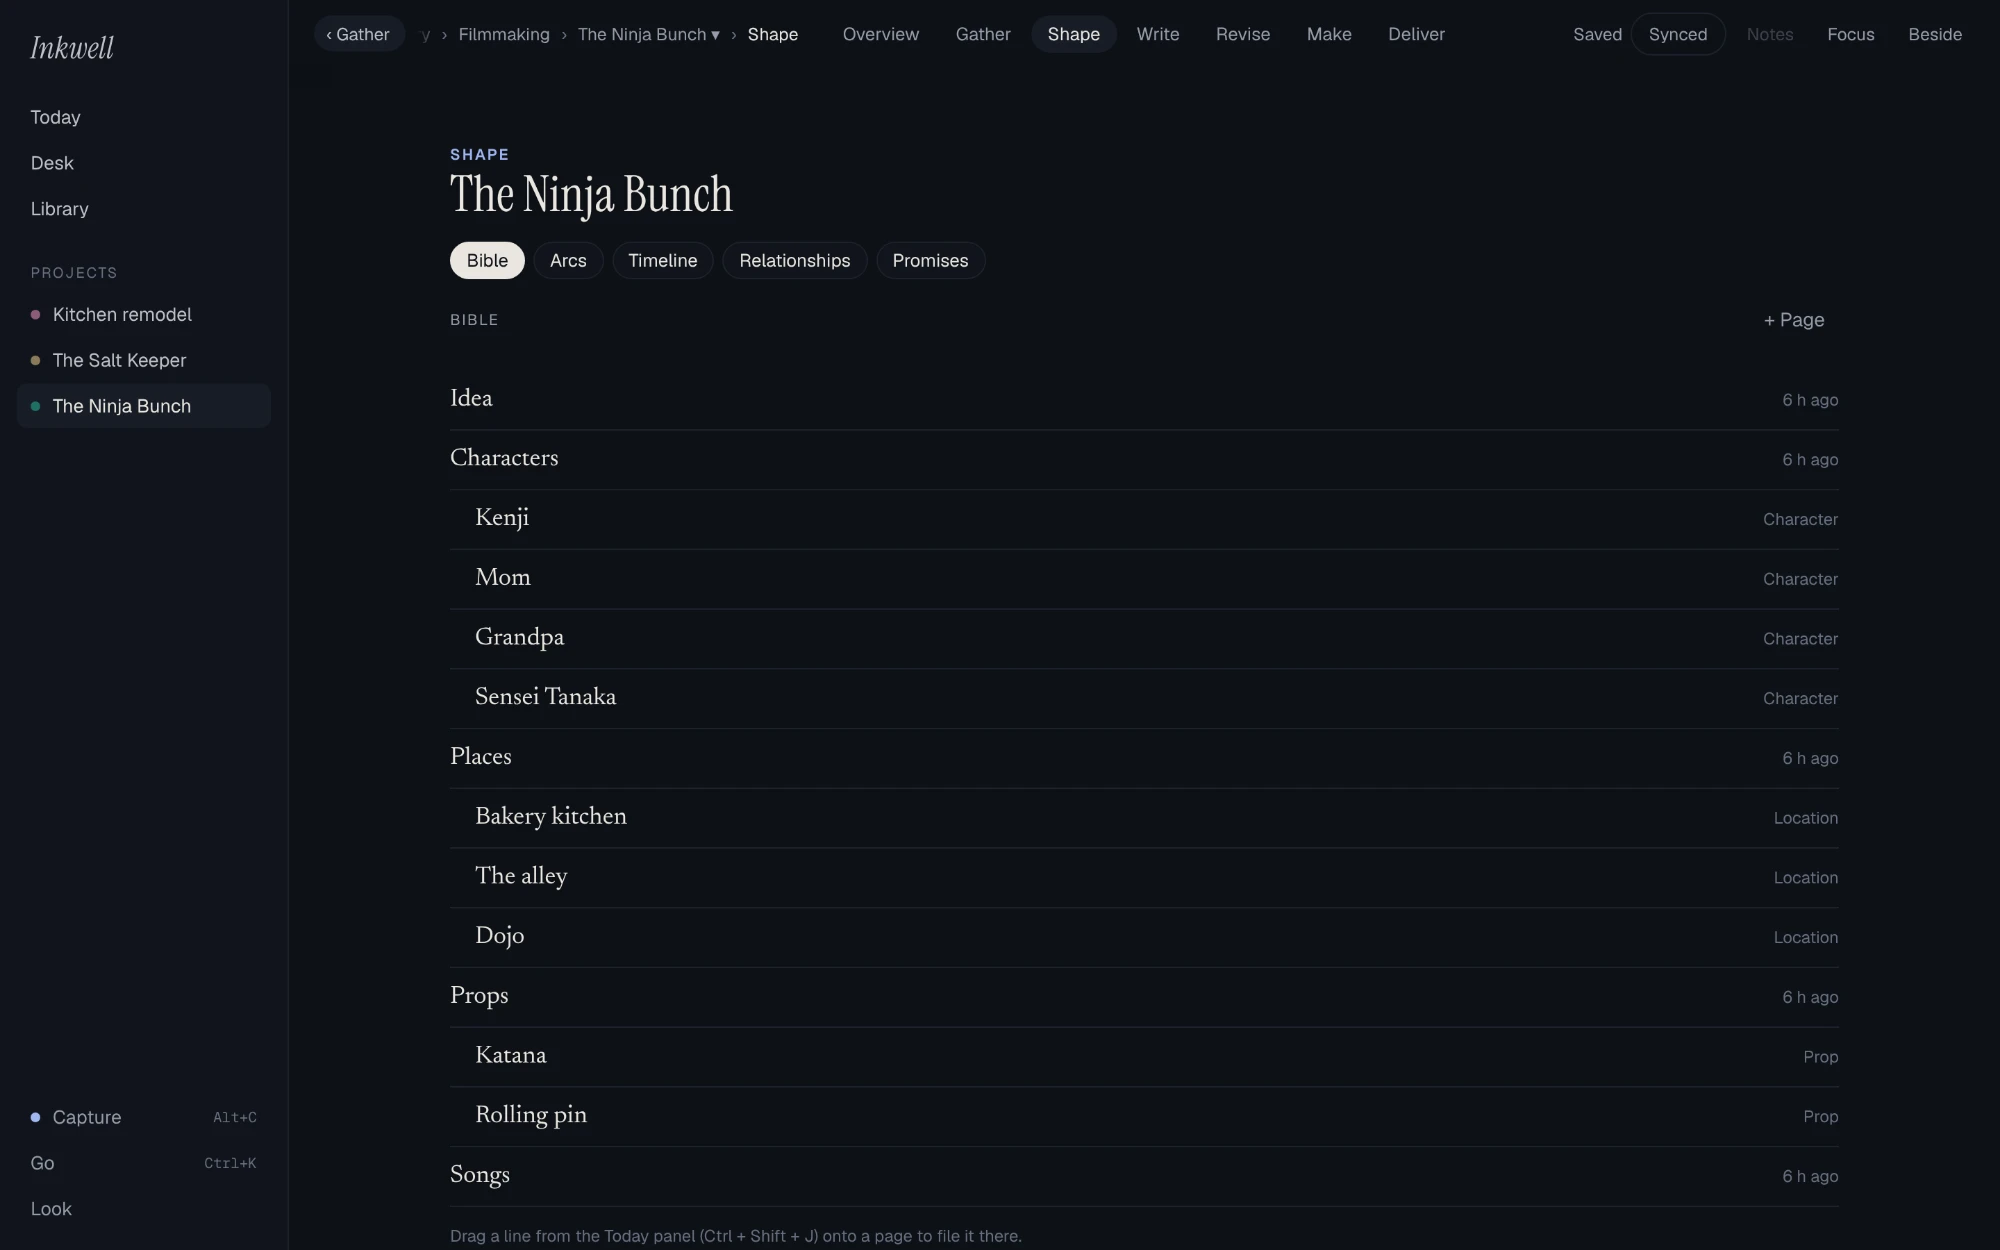 Inkwell
Today
Desk
Library
PROJECTS
Kitchen remodel
The Salt Keeper
The Ninja Bunch
Capture Alt+C
Go Ctrl+K
Look
‹ Gather y › Filmmaking › The Ninja Bunch ▾ › Shape Overview Gather Shape Write Revise Make Deliver Saved Synced Notes Focus Beside
SHAPE
The Ninja Bunch
Bible Arcs Timeline Relationships Promises
BIBLE + Page
Idea 6 h ago
Characters 6 h ago
Kenji Character
Mom Character
Grandpa Character
Sensei Tanaka Character
Places 6 h ago
Bakery kitchen Location
The alley Location
Dojo Location
Props 6 h ago
Katana Prop
Rolling pin Prop
Songs 6 h ago
Drag a line from the Today panel (Ctrl + Shift + J) onto a page to file it there.